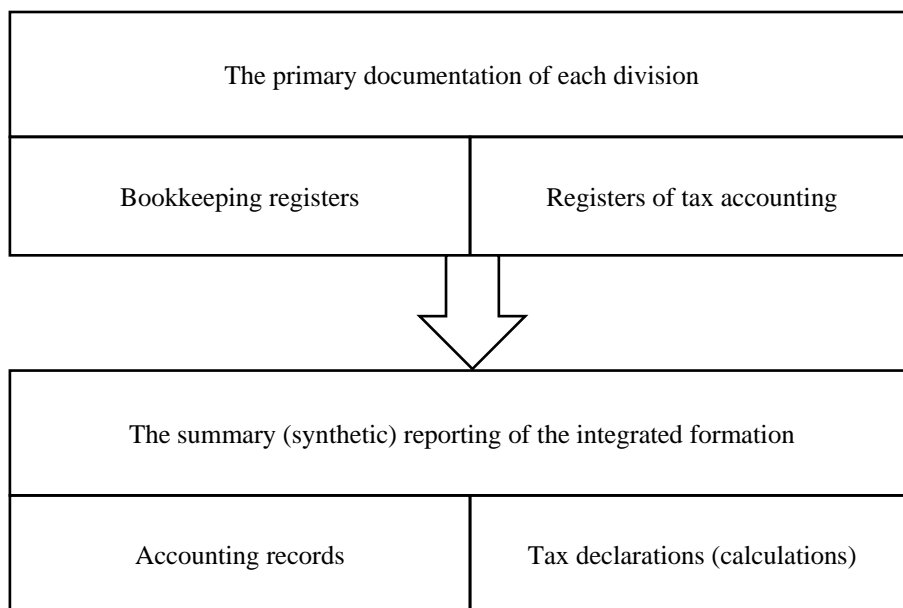 The primary documentation of each division
Bookkeeping registers
Registers of tax accounting
The summary (synthetic) reporting of the integrated formation
Accounting records
Tax declarations (calculations)